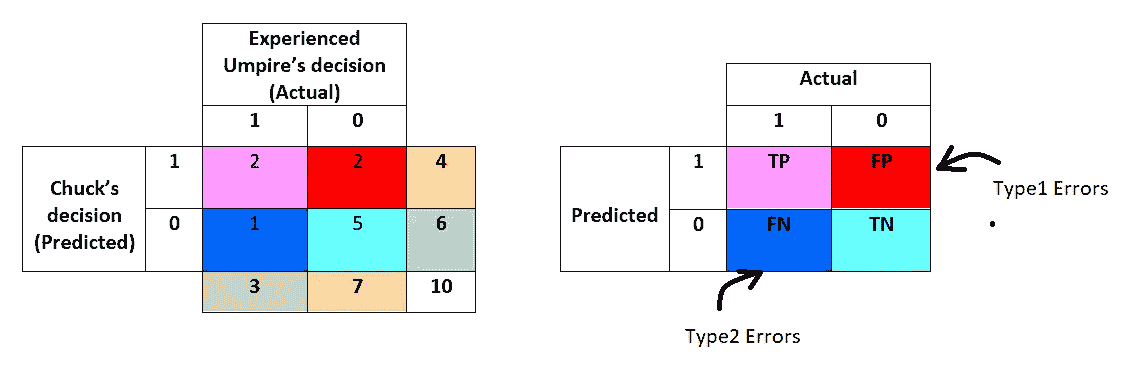 Experienced
Umpire's decision
(Actual)
1 0
Chuck's
decision
(Predicted)
1 2 2 4
0 1 5 6
3 7 10
Actual
1 0
Predicted
1 TP FP
0 FN TN
Type1 Errors
Type2 Errors